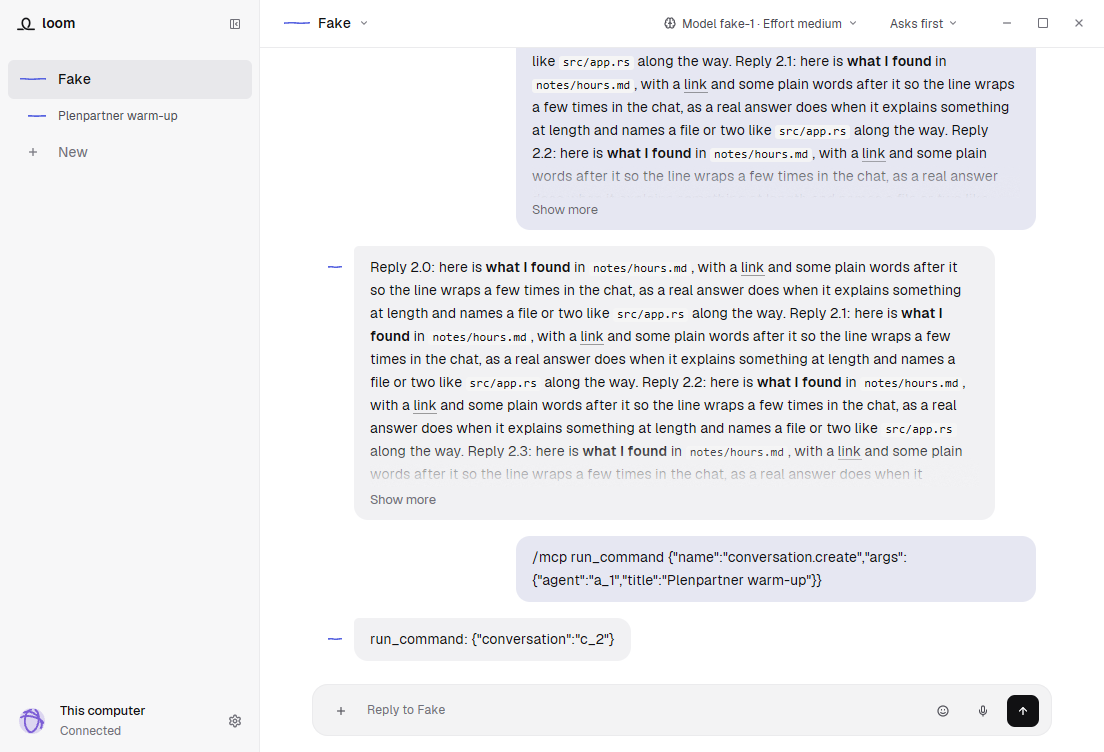 loom
Fake
Plenpartner warm-up
New
This computer
Connected
Fake
Model fake-1 · Effort medium
Asks first
like src/app.rs along the way. Reply 2.1: here is what I found in
notes/hours.md, with a link and some plain words after it so the line wraps
a few times in the chat, as a real answer does when it explains something
at length and names a file or two like src/app.rs along the way. Reply
2.2: here is what I found in notes/hours.md, with a link and some plain
words after it so the line wraps a few times in the chat, as a real answer
Show more
Reply 2.0: here is what I found in notes/hours.md, with a link and some plain words after it
so the line wraps a few times in the chat, as a real answer does when it explains something
at length and names a file or two like src/app.rs along the way. Reply 2.1: here is what I
found in notes/hours.md, with a link and some plain words after it so the line wraps a few
times in the chat, as a real answer does when it explains something at length and names a
file or two like src/app.rs along the way. Reply 2.2: here is what I found in notes/hours.md,
with a link and some plain words after it so the line wraps a few times in the chat, as a real
answer does when it explains something at length and names a file or two like src/app.rs
along the way. Reply 2.3: here is what I found in notes/hours.md, with a link and some plain
words after it so the line wraps a few times in the chat, as a real answer does when it
Show more
/mcp run_command {"name":"conversation.create","args":
{"agent":"a_1","title":"Plenpartner warm-up"}}
run_command: {"conversation":"c_2"}
Reply to Fake